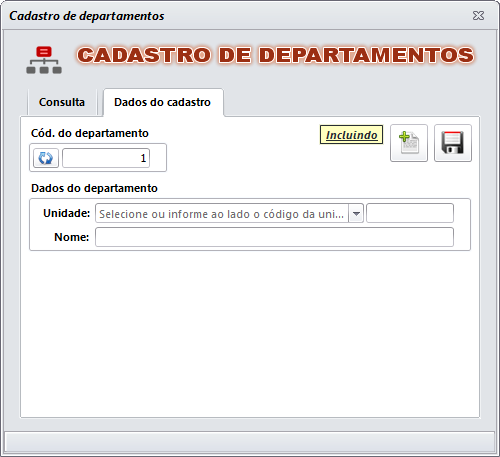 Cadastro de departamentos
CADASTRO DE DEPARTAMENTOS
Consulta
Dados do cadastro
Cód. do departamento
Incluindo
1
Dados do departamento
Unidade: Selecione ou informe ao lado o código da uni...
Nome: